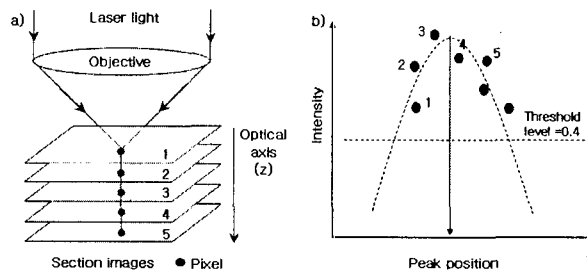 a)
Laser light
Objective
1
2
3
4
5
Optical
axis
(z)
Section images
Pixel
b)
Intensity
3
4
2
5
1
Threshold
level =0.4
Peak position